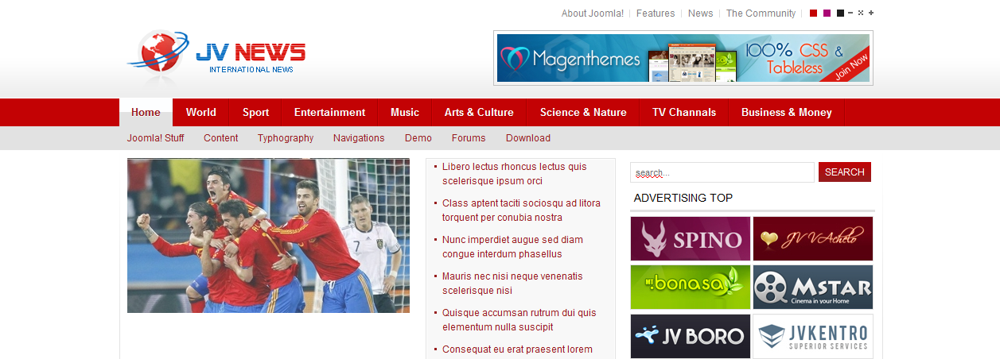 About Joomla! Features News The Community
JV NEWS
INTERNATIONAL NEWS
Magenthemes
100% CSS &
Tableless
Join Now
Home World Sport Entertainment Music Arts & Culture Science & Nature TV Channels Business & Money
Joomla! Stuff Content Typhography Navigations Demo Forums Download
7
Libero lectus rhoncus lectus quis
scelerisque ipsum orci
Class aptent taciti sociosqu ad litora
torquent per conubia nostra
Nunc imperdiet augue sed diam
congue interdum phasellus
Mauris nec nisi neque venenatis
scelerisque nisi
Quisque accumsan rutrum dui quis
elementum nulla suscipit
Consequat eu erat praesent lorem
search... SEARCH
ADVERTISING TOP
SPINO
JV VAchelo
MT bonasa
MSTAR
Cinema in your Home
JV BORO
JVKENTRO
SUPERIOR SERVICES